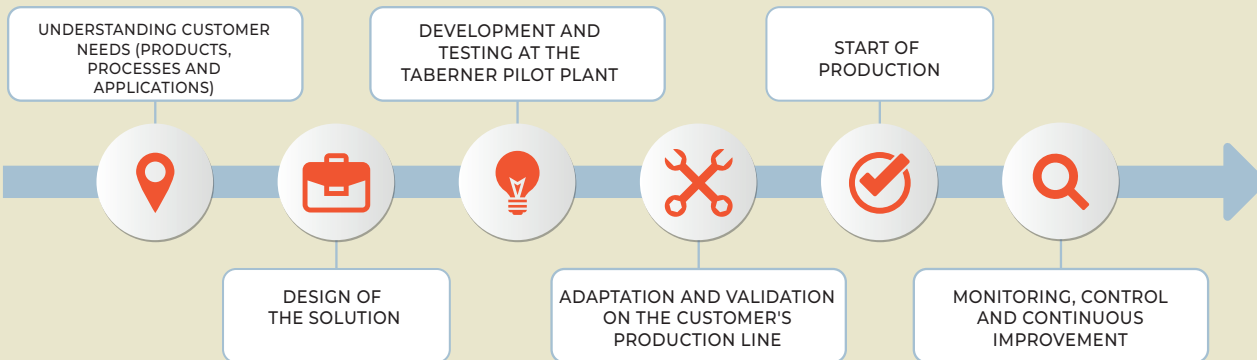 UNDERSTANDING CUSTOMER
NEEDS (PRODUCTS,
PROCESSES AND
APPLICATIONS)
DESIGN OF
THE SOLUTION
DEVELOPMENT AND
TESTING AT THE
TABERNER PILOT PLANT
ADAPTATION AND VALIDATION
ON THE CUSTOMER'S
PRODUCTION LINE
START OF
PRODUCTION
MONITORING, CONTROL
AND CONTINUOUS
IMPROVEMENT